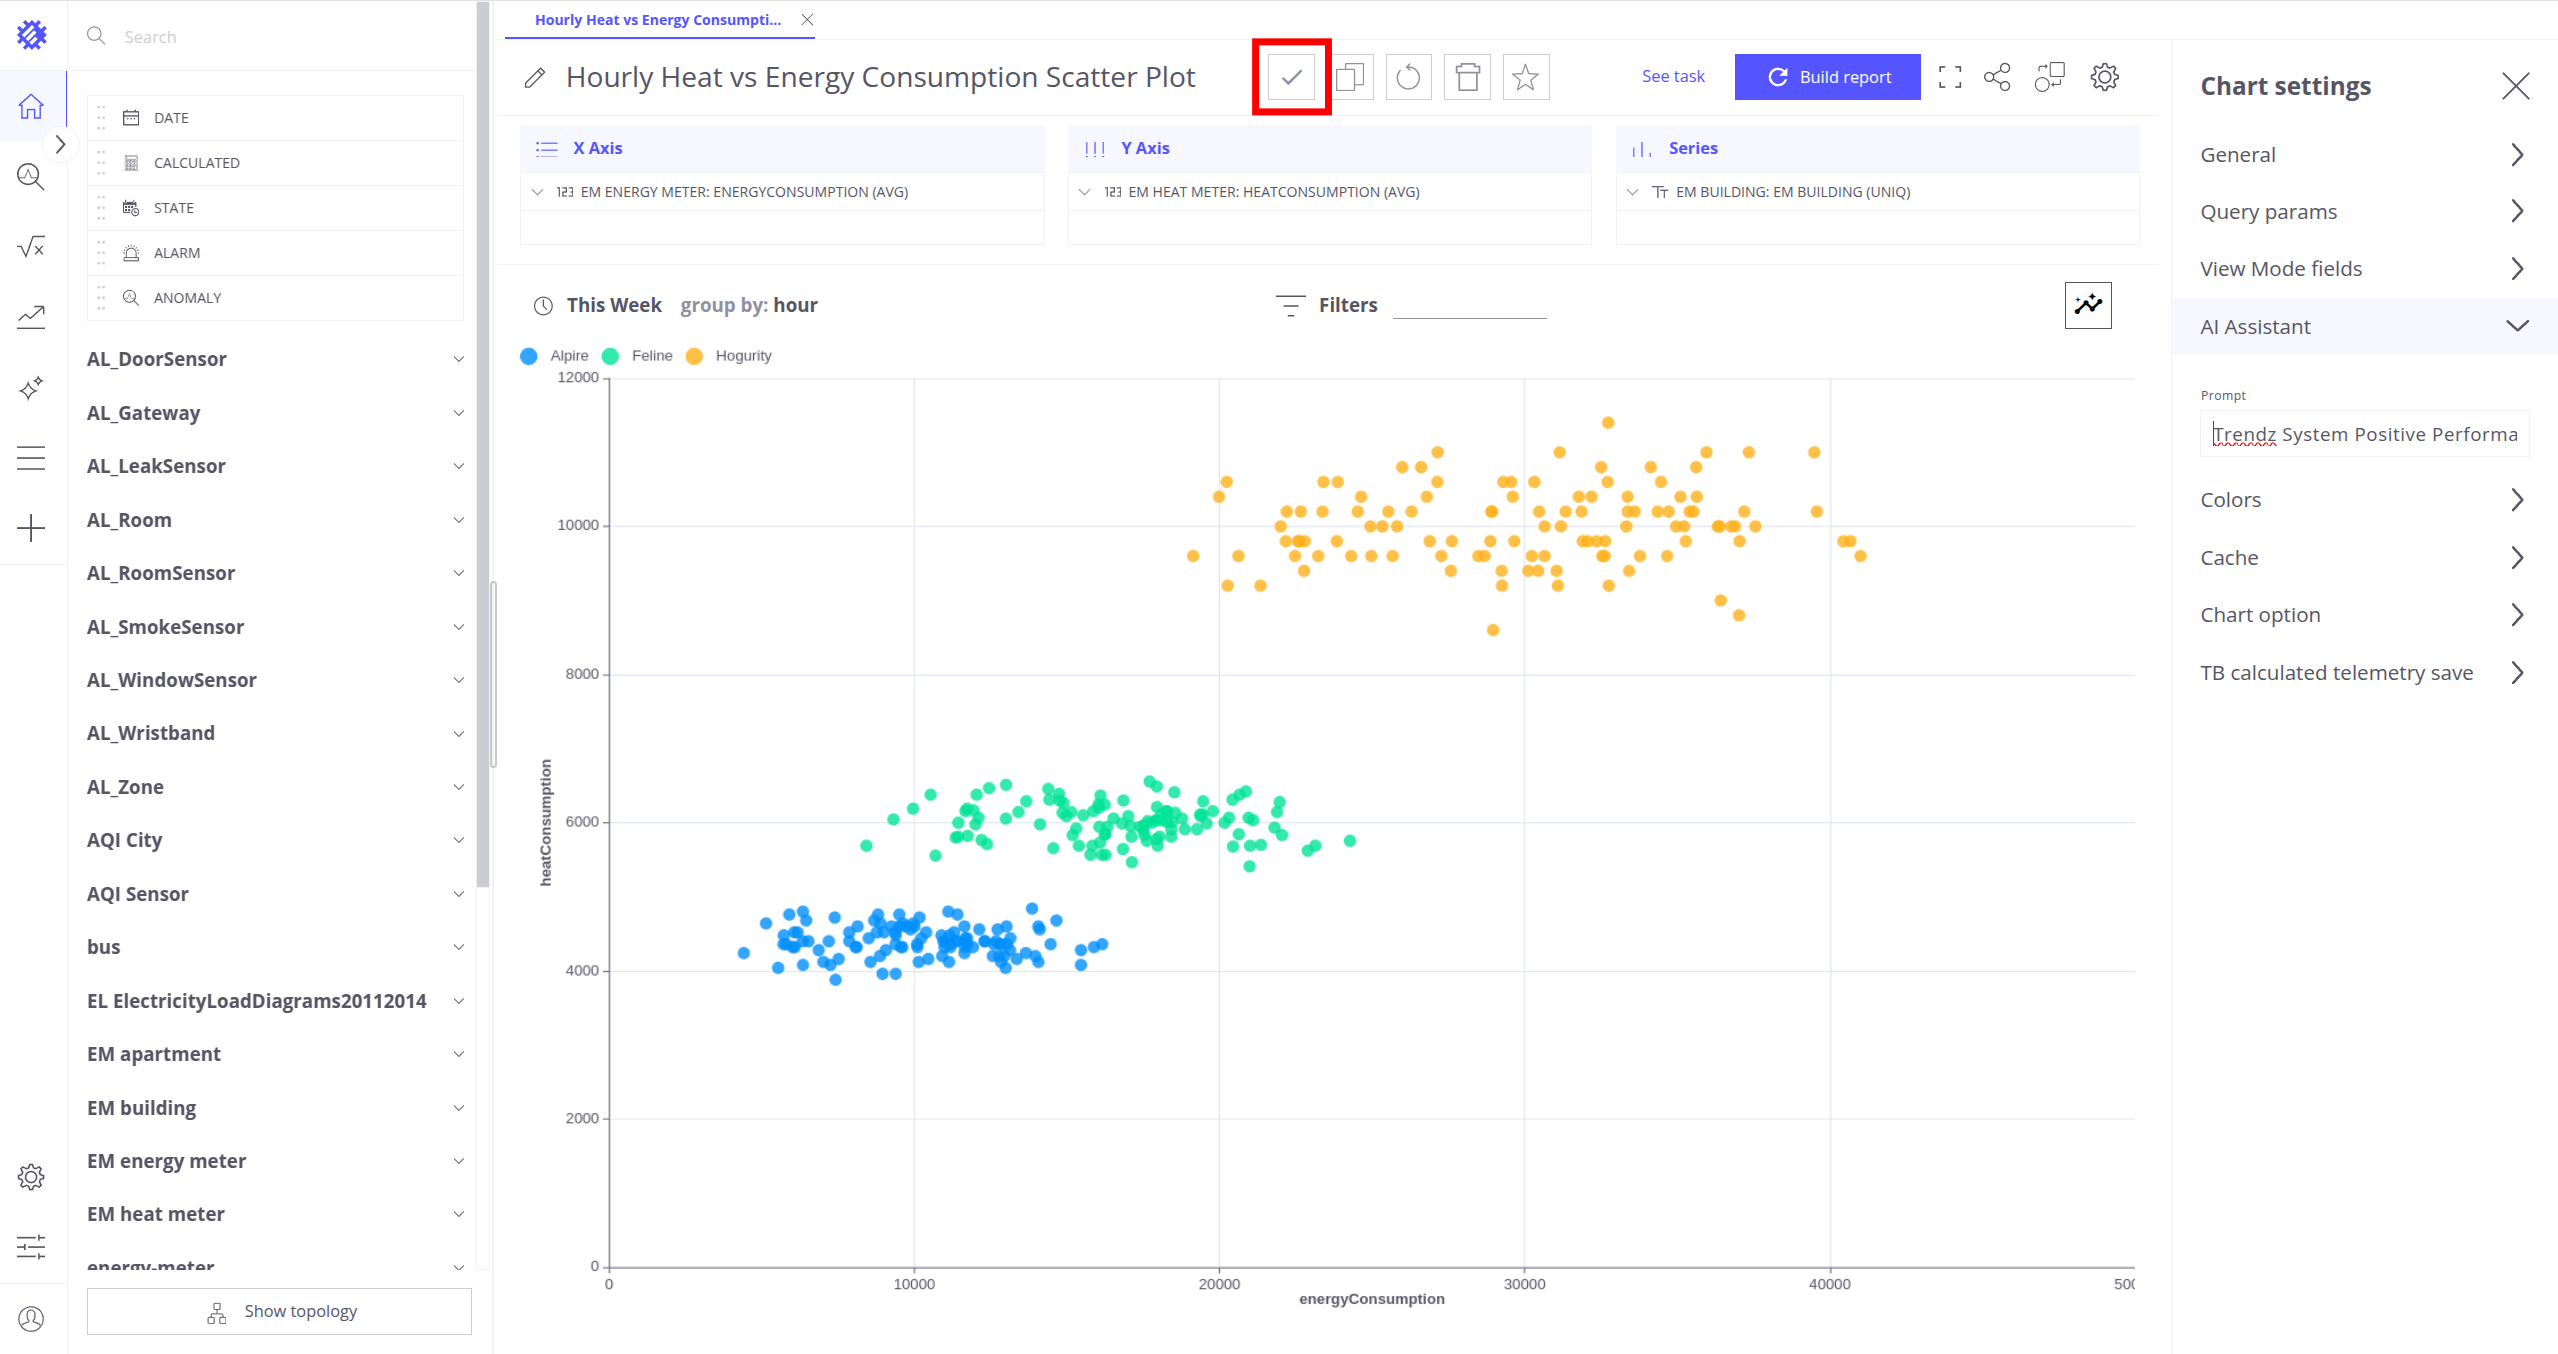 Hourly Heat vs Energy Consumpti...
Search
DATE
CALCULATED
STATE
ALARM
ANOMALY
AL_DoorSensor
AL_Gateway
AL_LeakSensor
AL_Room
AL_RoomSensor
AL_SmokeSensor
AL_WindowSensor
AL_Wristband
AL_Zone
AQI City
AQI Sensor
bus
EL ElectricityLoadDiagrams20112014
EM apartment
EM building
EM energy meter
EM heat meter
energy-meter
Show topology
Hourly Heat vs Energy Consumption Scatter Plot
See task
Build report
X Axis
EM ENERGY METER: ENERGYCONSUMPTION (AVG)
Y Axis
EM HEAT METER: HEATCONSUMPTION (AVG)
Series
EM BUILDING: EM BUILDING (UNIQ)
This Week group by: hour
Filters
Alpire Feline Hogurity
12000
10000
8000
6000
4000
2000
0
heatConsumption
0 10000 20000 30000 40000 500
energyConsumption
Chart settings
General
Query params
View Mode fields
AI Assistant
Prompt
Trendz System Positive Performa
Colors
Cache
Chart option
TB calculated telemetry save